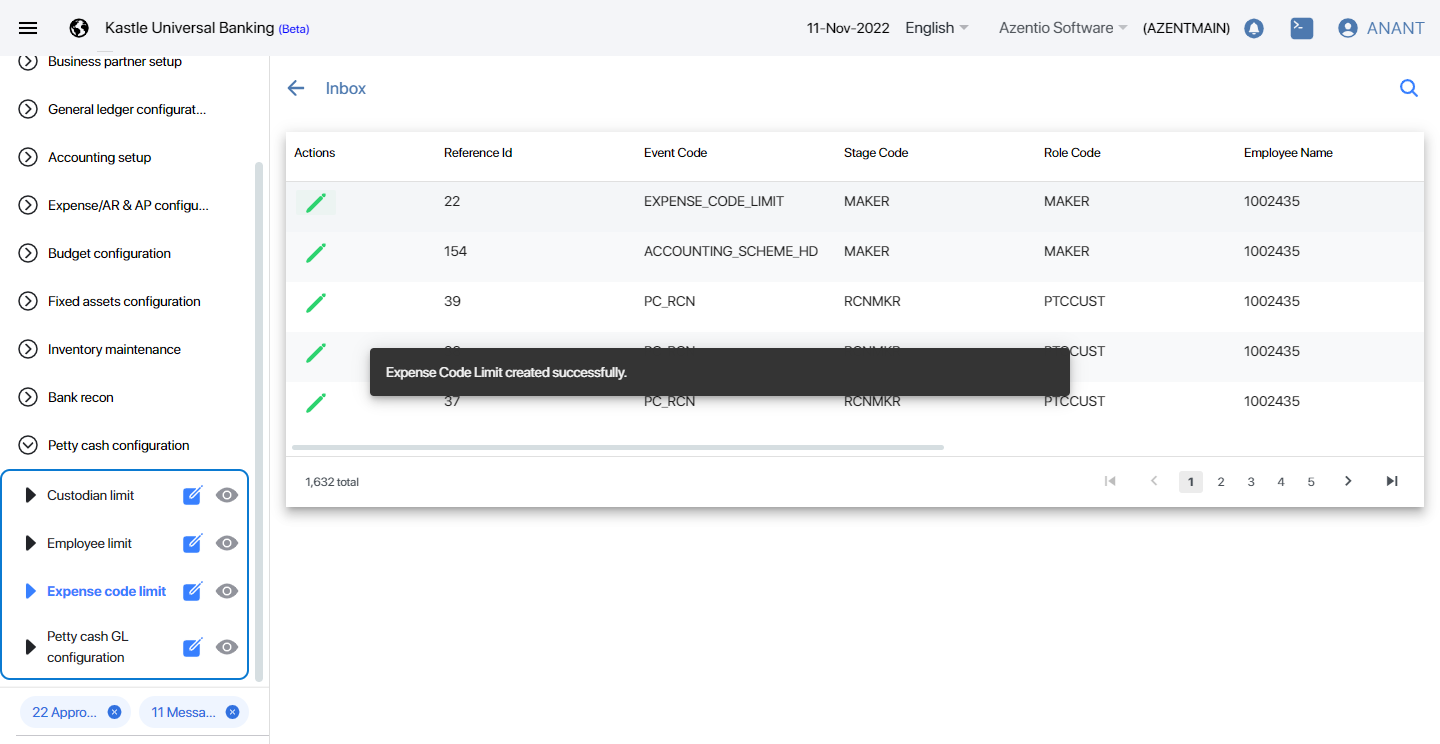 Kastle Universal Banking (Beta)
11-Nov-2022 English Azentio Software (AZENTMAIN) ANANT
Business partner setup
General ledger configurat...
Accounting setup
Expense/AR & AP configu...
Budget configuration
Fixed assets configuration
Inventory maintenance
Bank recon
Petty cash configuration
Custodian limit
Employee limit
Expense code limit
Petty cash GL
configuration
22 Appro...
11 Messa...
Inbox
Actions Reference Id Event Code Stage Code Role Code Employee Name
22 EXPENSE_CODE_LIMIT MAKER MAKER 1002435
154 ACCOUNTING_SCHEME_HD MAKER MAKER 1002435
39 PC_RCN RCNMKR PTCCUST 1002435
PC_RCN RCNMKR PTCCUST 1002435
Expense Code Limit created successfully.
37 PC_RCN RCNMKR PTCCUST 1002435
1,632 total
1 2 3 4 5